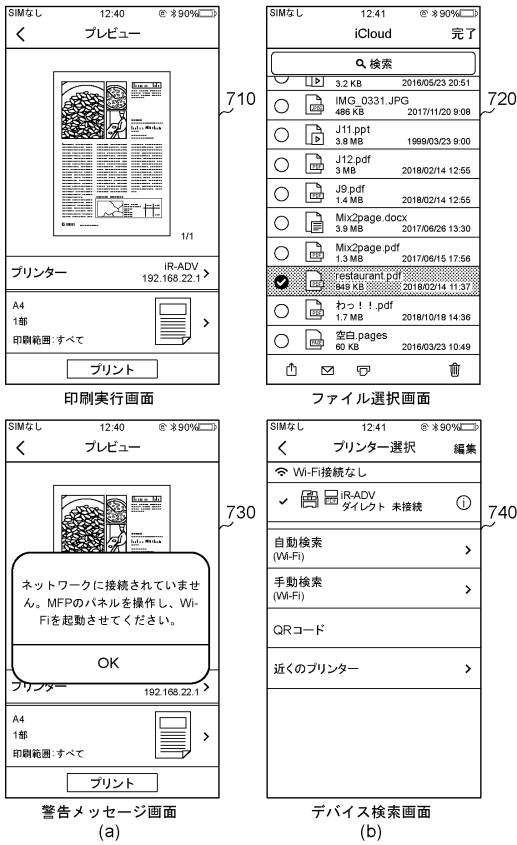 SIMなし 12:40 90%
プレビュー
710
1/1
プリンター iR-ADV
192.168.22.1
A4
1部
印刷範囲：すべて
プリント
印刷実行画面
SIMなし 12:41 90%
iCloud 完了
720
検索
3.2 KB 2016/05/23 20:51
IMG_0331.JPG
486 KB 2017/11/20 9:08
J11.ppt
3.8 MB 1999/03/23 9:00
J12.pdf
3 MB 2018/02/14 12:55
J9.pdf
1.4 MB 2018/02/14 12:55
Mix2page.docx
3.9 MB 2017/06/26 13:30
Mix2page.pdf
1.3 MB 2017/06/15 17:56
restaurant.pdf
849 KB 2018/02/14 11:37
わっ！！.pdf
1.7 MB 2018/10/18 14:36
空白.pages
60 KB 2016/03/23 10:49
ファイル選択画面
SIMなし 12:40 90%
プレビュー
730
ネットワークに接続されていませ
ん。MFPのパネルを操作し、Wi-
Fiを起動させてください。
OK
プリンター
192.168.22.1
A4
1部
印刷範囲：すべて
プリント
警告メッセージ画面
(a)
SIMなし 12:41 90%
プリンター選択 編集
Wi-Fi接続なし
740
iR-ADV
ダイレクト 未接続
自動検索
(Wi-Fi)
手動検索
(Wi-Fi)
QRコード
近くのプリンター
デバイス検索画面
(b)